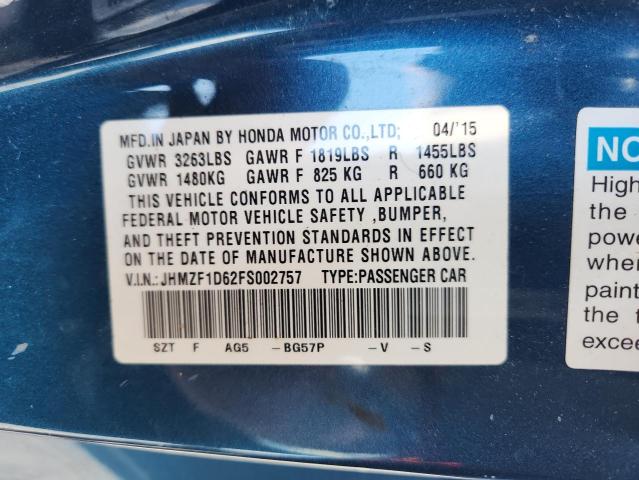 MFD.IN JAPAN BY HONDA MOTOR CO.,LTD; 04/'15
GVWR 3263LBS GAWR F 1819LBS R 1455LBS
GVWR 1480KG GAWR F 825 KG R 660 KG
THIS VEHICLE CONFORMS TO ALL APPLICABLE
FEDERAL MOTOR VEHICLE SAFETY ,BUMPER,
AND THEFT PREVENTION STANDARDS IN EFFECT
ON THE DATE OF MANUFACTURE SHOWN ABOVE.
V.I.N.: JHMZF1D62FS002757 TYPE:PASSENGER CAR
SZT F AG5 -BG57P -V -S
NO
High
the
powe
wher
paint
the f
excee